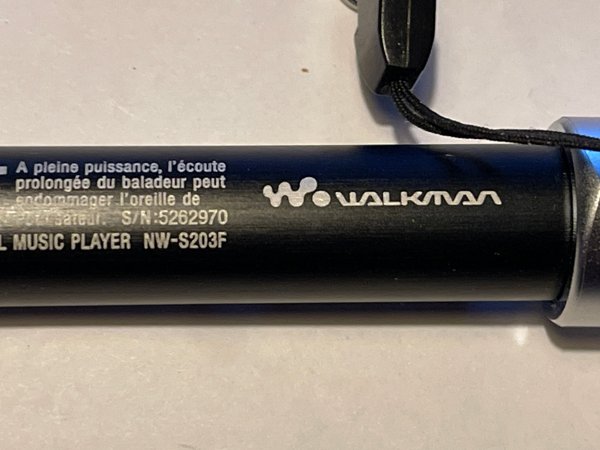 A pleine puissance, l'écoute
prolongée du baladeur peut
endommager l'oreille de
S/N:5262970
L MUSIC PLAYER NW-S203F
WALKMAN